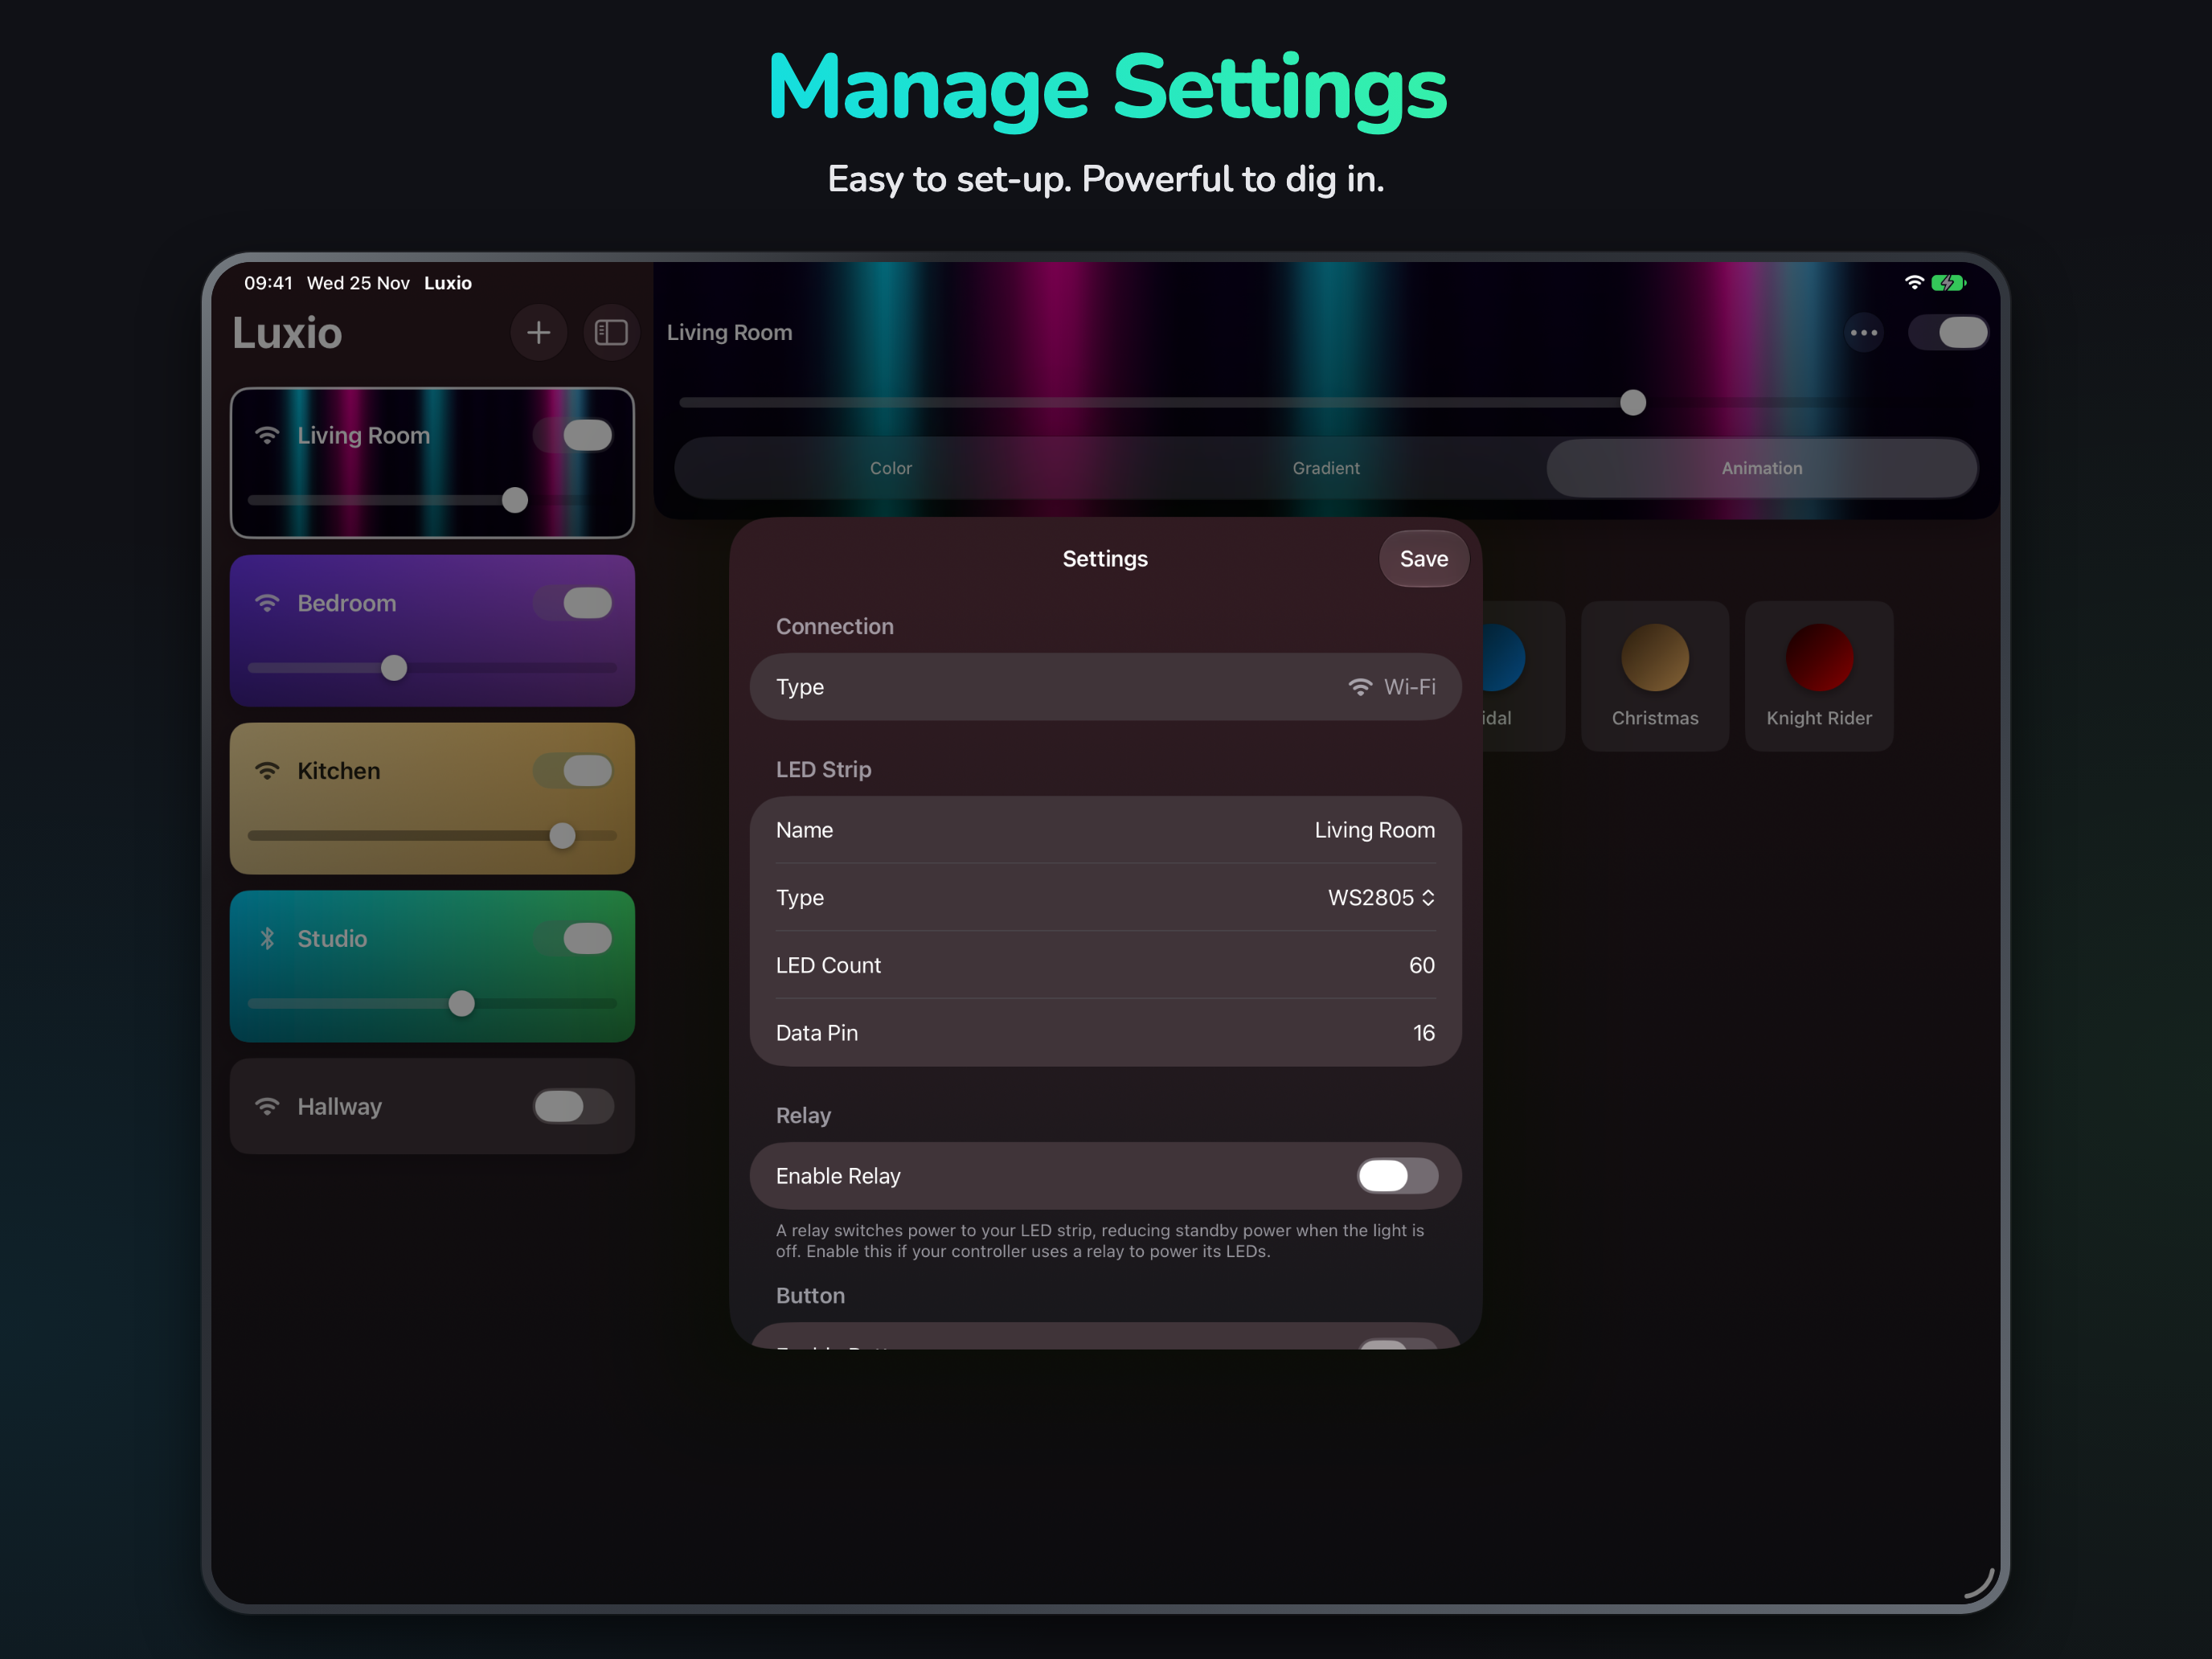 Manage Settings
Easy to set-up. Powerful to dig in.
09:41 Wed 25 Nov Luxio
Luxio
Living Room
Bedroom
Kitchen
Studio
Hallway
Living Room
Color Gradient Animation
Christmas
Knight Rider
Settings
Save
Connection
Type Wi-Fi
LED Strip
Name Living Room
Type WS2805
LED Count 60
Data Pin 16
Relay
Enable Relay
A relay switches power to your LED strip, reducing standby power when the light is
off. Enable this if your controller uses a relay to power its LEDs.
Button